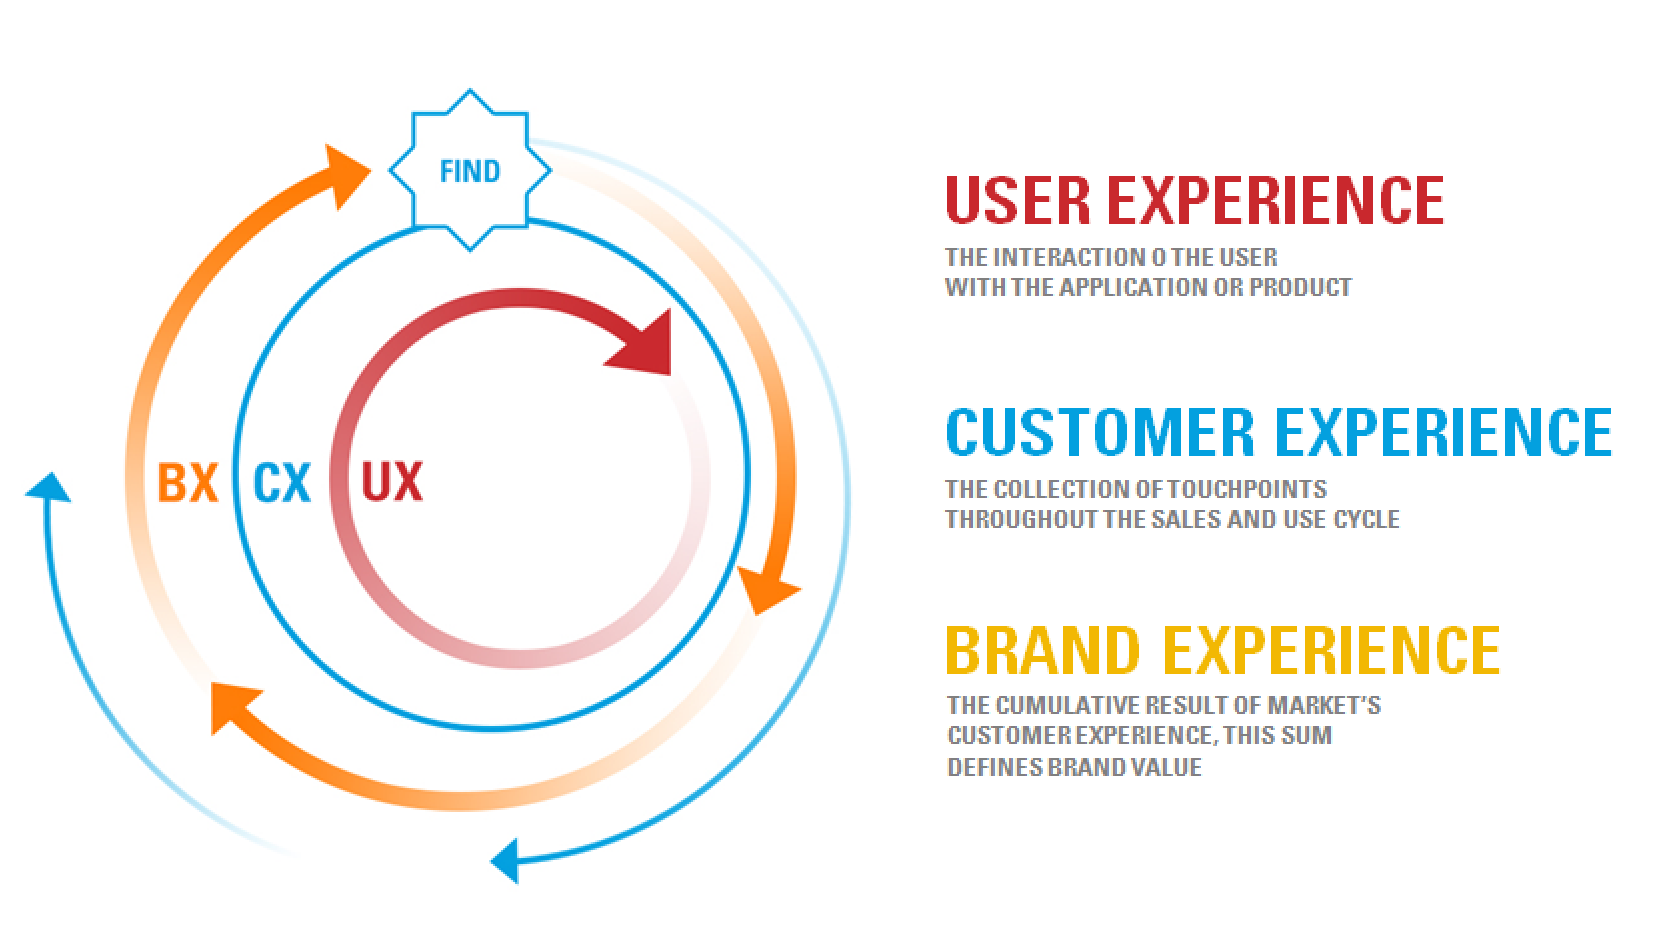 FIND
BX CX UX
USER EXPERIENCE
THE INTERACTION O THE USER
WITH THE APPLICATION OR PRODUCT
CUSTOMER EXPERIENCE
THE COLLECTION OF TOUCHPOINTS
THROUGHOUT THE SALES AND USE CYCLE
BRAND EXPERIENCE
THE CUMULATIVE RESULT OF MARKET'S
CUSTOMER EXPERIENCE, THIS SUM
DEFINES BRAND VALUE